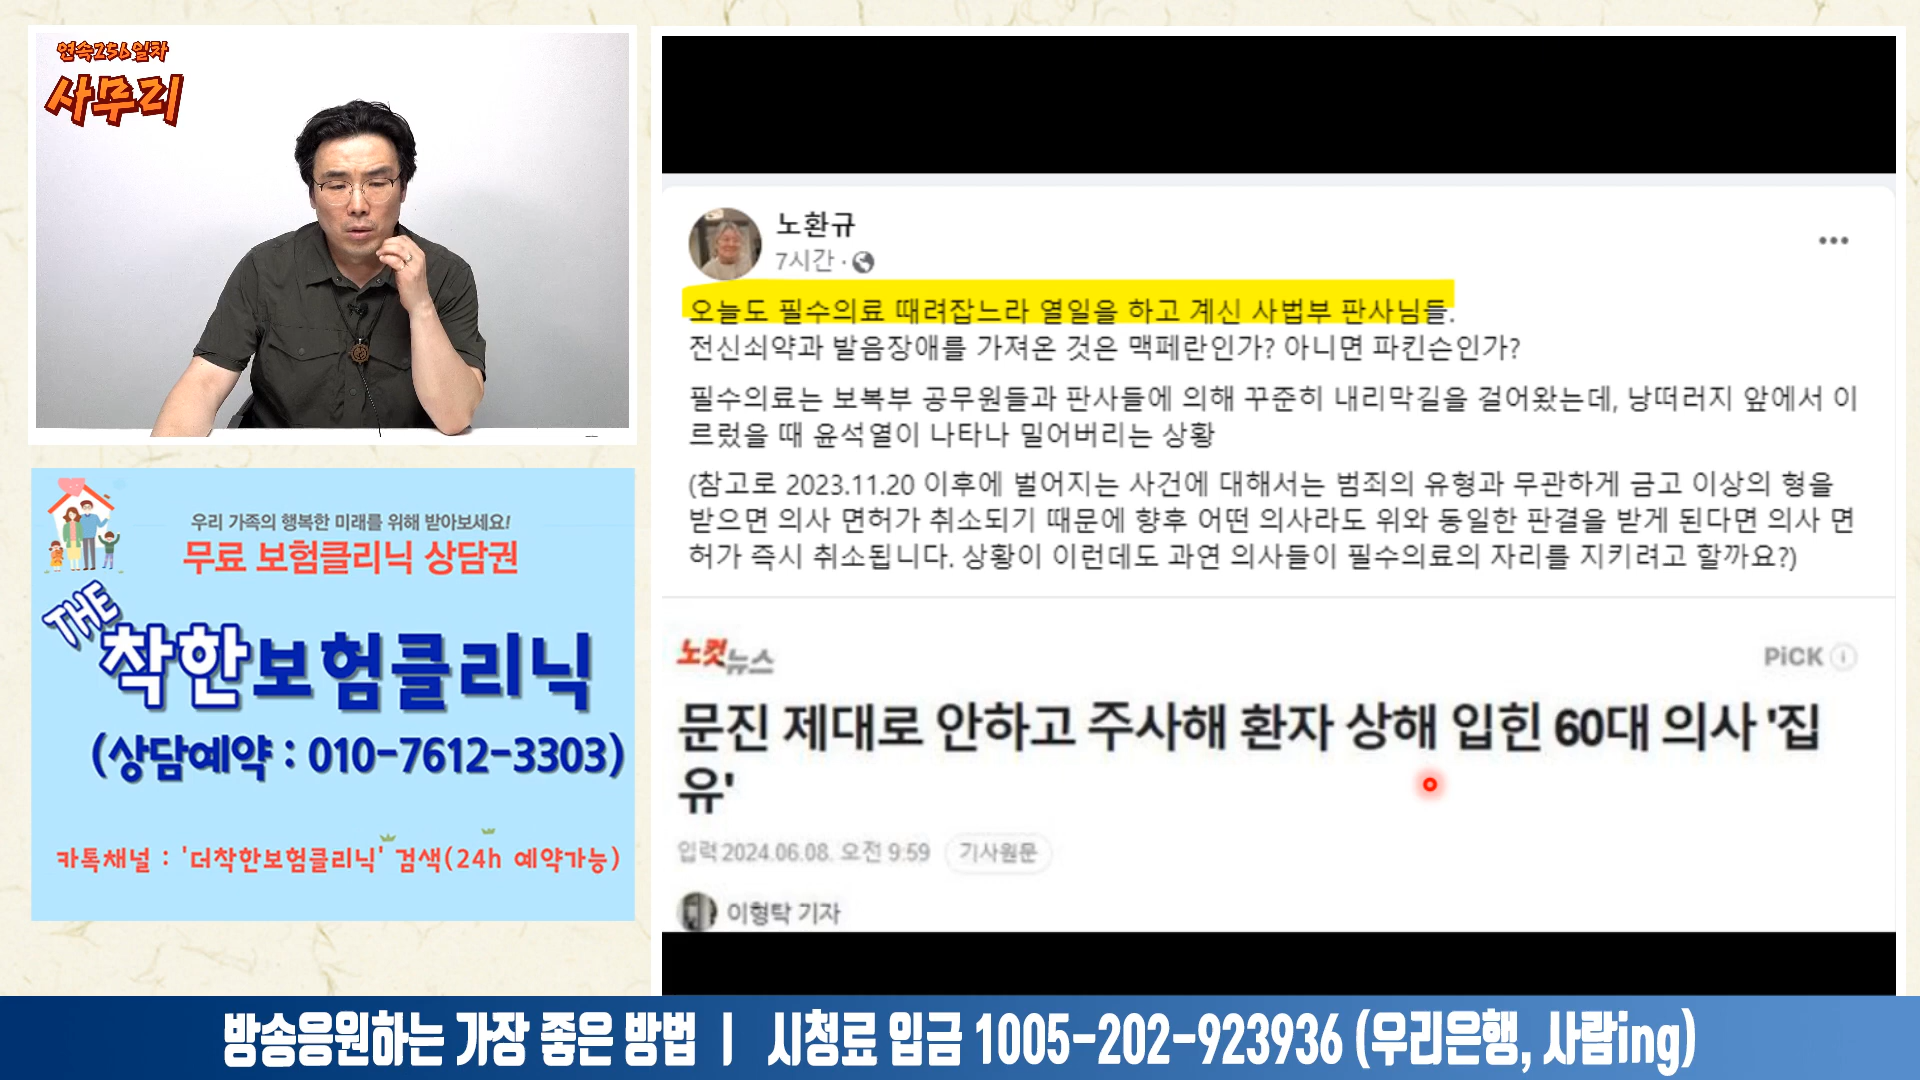 연속256일차
사무리
우리 가족의 행복한 미래를 위해 받아보세요!
무료 보험클리닉 상담권
THE
착한보험클리닉
(상담예약 : 010-7612-3303)
카톡채널 : '더착한보험클리닉' 검색(24h 예약가능)
노환규
7시간 ·
오늘도 필수의료 때려잡느라 열일을 하고 계신 사법부 판사님들.
전신쇠약과 발음장애를 가져온 것은 맥페란인가? 아니면 파킨슨인가?
필수의료는 보복부 공무원들과 판사들에 의해 꾸준히 내리막길을 걸어왔는데, 낭떠러지 앞에서 이
르렀을 때 윤석열이 나타나 밀어버리는 상황
(참고로 2023.11.20 이후에 벌어지는 사건에 대해서는 범죄의 유형과 무관하게 금고 이상의 형을
받으면 의사 면허가 취소되기 때문에 향후 어떤 의사라도 위와 동일한 판결을 받게 된다면 의사 면
허가 즉시 취소됩니다. 상황이 이런데도 과연 의사들이 필수의료의 자리를 지키려고 할까요?)
노컷뉴스
PiCK
문진 제대로 안하고 주사해 환자 상해 입힌 60대 의사 '집
유'
입력 2024.06.08. 오전 9:59
기사원문
이형탁 기자
방송응원하는 가장 좋은 방법 ㅣ 시청료 입금 1005-202-923936 (우리은행, 사람ing)